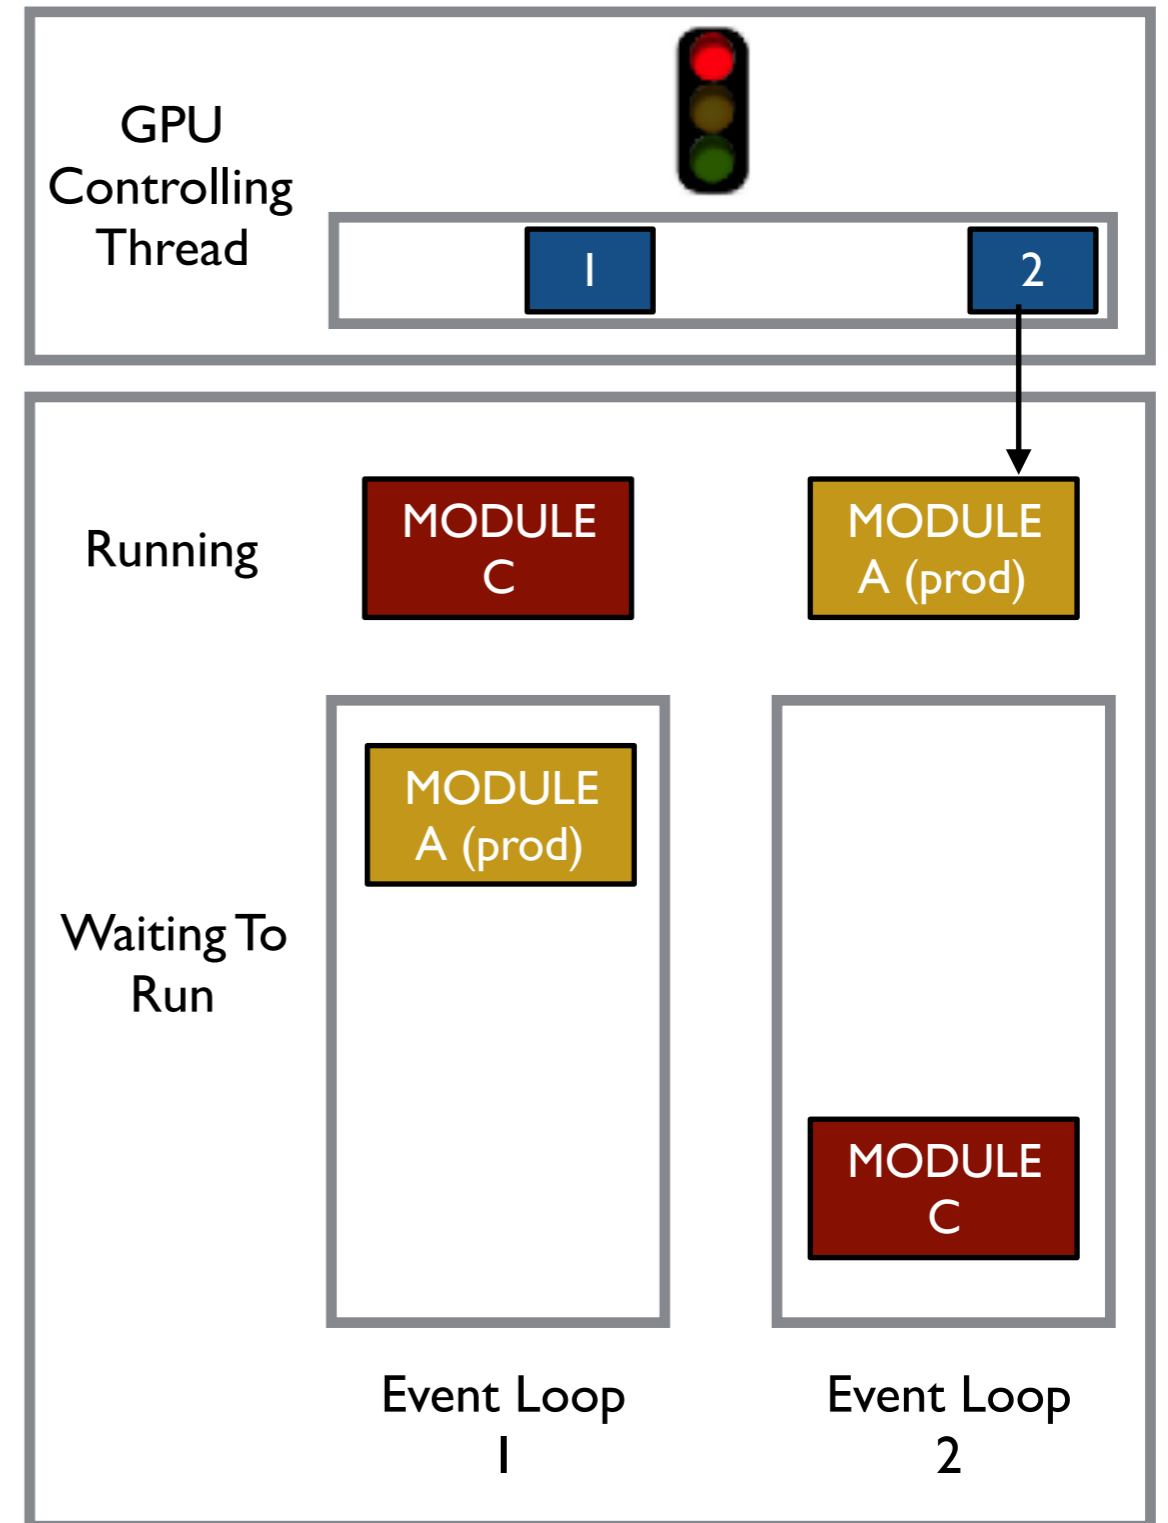 GPU
Controlling
Thread
1
2
Running
MODULE
C
MODULE
A (prod)
Waiting To
Run
MODULE
A (prod)
MODULE
C
Event Loop
1
Event Loop
2